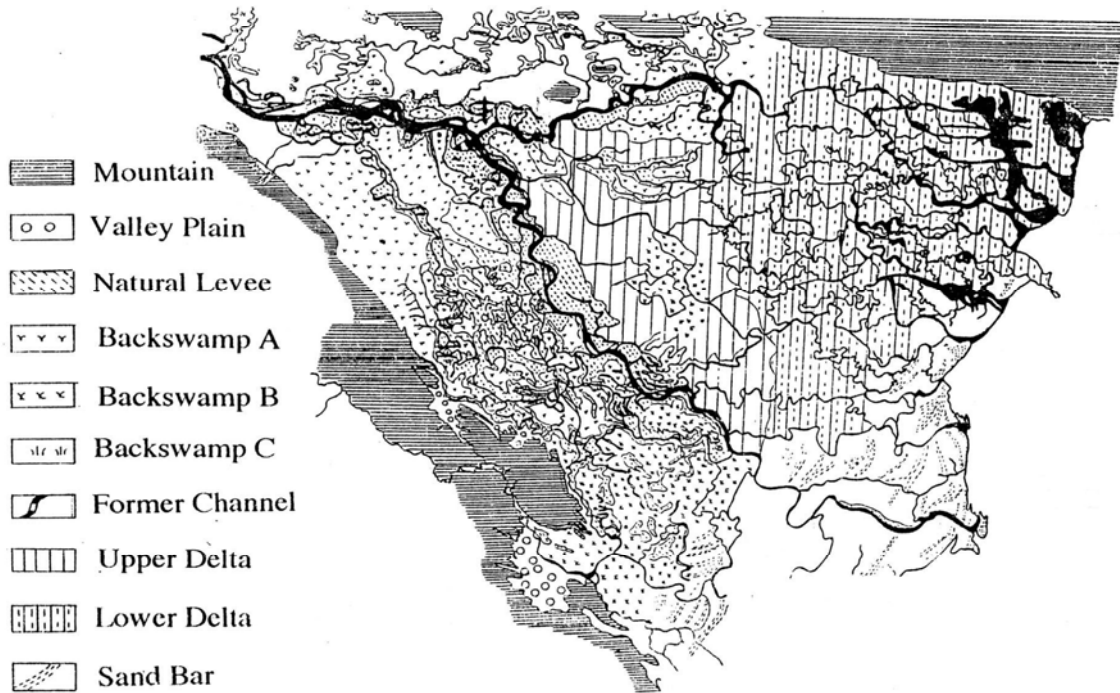 Mountain
Valley Plain
Natural Levee
Backswamp A
Backswamp B
Backswamp C
Former Channel
Upper Delta
Lower Delta
Sand Bar